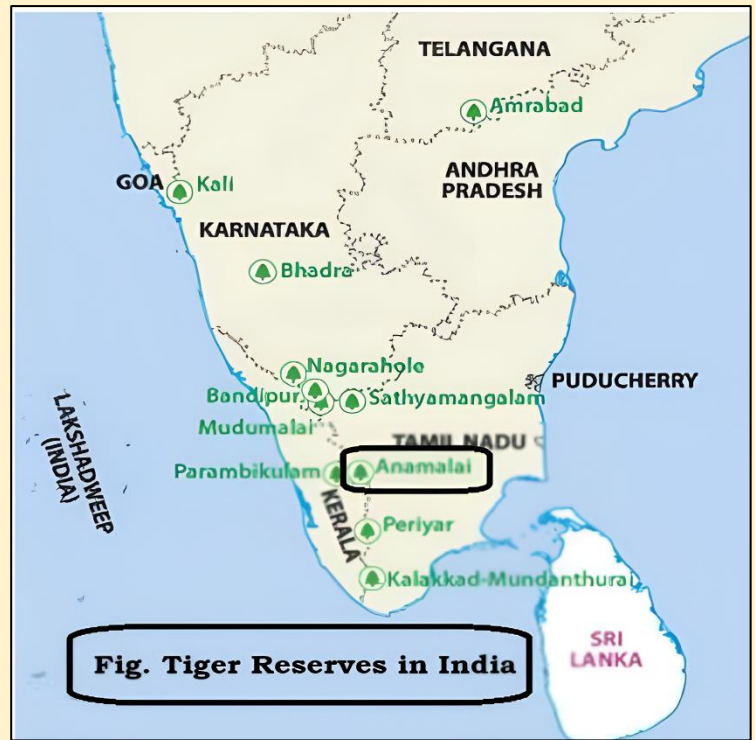 TELANGANA
Amrabad
ANDHRA
PRADESH
GOA
Kali
KARNATAKA
Bhadra
Nagarahole
Bandipur
Sathyamangalam
Mudumalai
PUDUCHERRY
TAMIL NADU
LAKSHADWEEP
(INDIA)
Parambikulam
Anamalai
KERALA
Periyar
Kalakkad-Mundanthurai
Fig. Tiger Reserves in India
SRI
LANKA